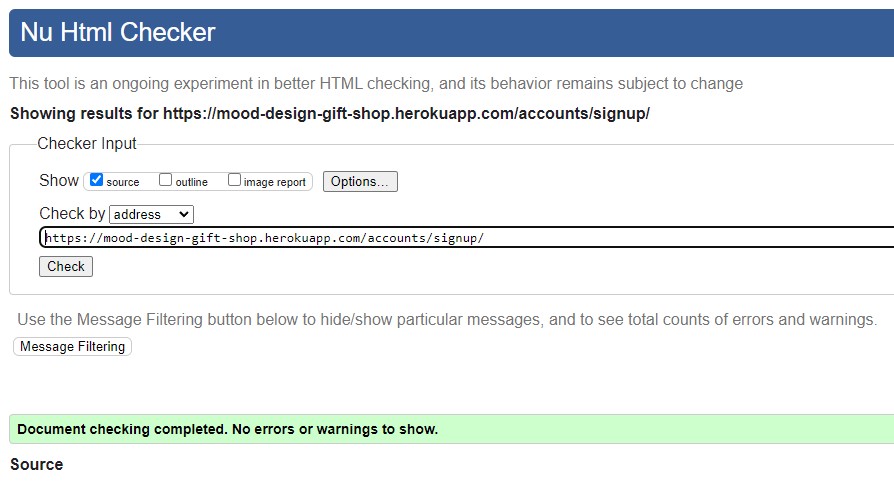 Nu Html Checker
This tool is an ongoing experiment in better HTML checking, and its behavior remains subject to change
Showing results for https://mood-design-gift-shop.herokuapp.com/accounts/signup/
Checker Input
Show source outline image report Options...
Check by address
https://mood-design-gift-shop.herokuapp.com/accounts/signup/
Check
Use the Message Filtering button below to hide/show particular messages, and to see total counts of errors and warnings.
Message Filtering
Document checking completed. No errors or warnings to show.
Source